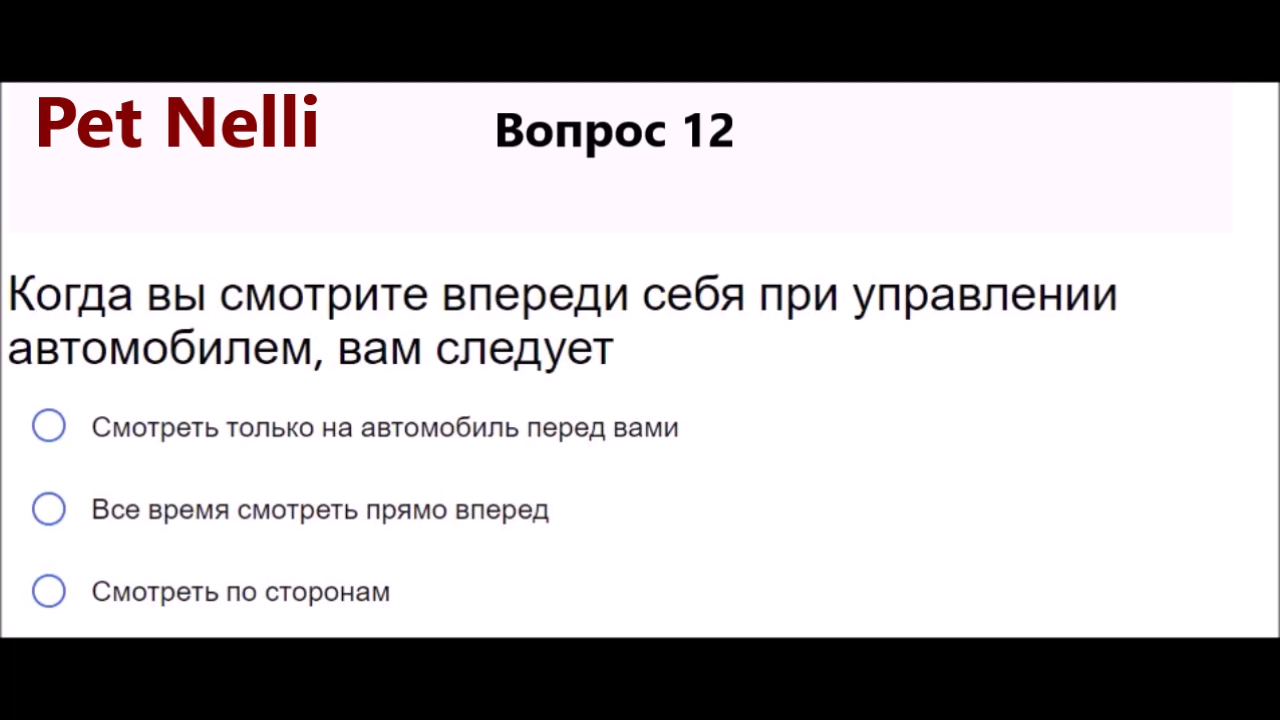 Pet Nelli
Вопрос 12
Когда вы смотрите впереди себя при управлении
автомобилем, вам следует
Смотреть только на автомобиль перед вами
Все время смотреть прямо вперед
Смотреть по сторонам